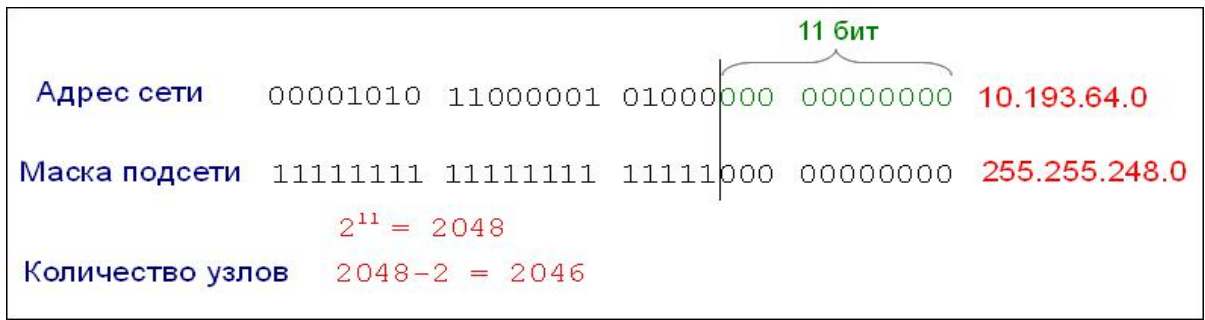 11 бит
Адрес сети 00001010 11000001 01000000 00000000 10.193.64.0
Маска подсети 11111111 11111111 11111000 00000000 255.255.248.0
2¹¹ = 2048
Количество узлов 2048-2 = 2046